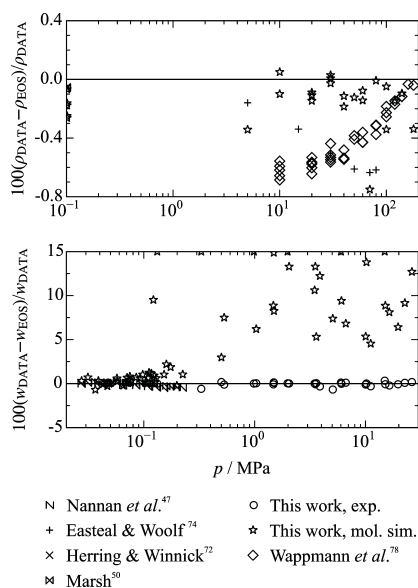 100(ρDATA−ρEOS)/ρDATA
0.4
0.0
-0.4
-0.8
10⁻¹ 10⁰ 10¹ 10²
100(wDATA−wEOS)/wDATA
15
10
5
0
-5
10⁻¹ 10⁰ 10¹
p / MPa
Nannan et al.⁴⁷
Easteal & Woolf ⁷⁴
Herring & Winnick⁷²
Marsh⁵⁰
This work, exp.
This work, mol. sim.
Wappmann et al.⁷⁸